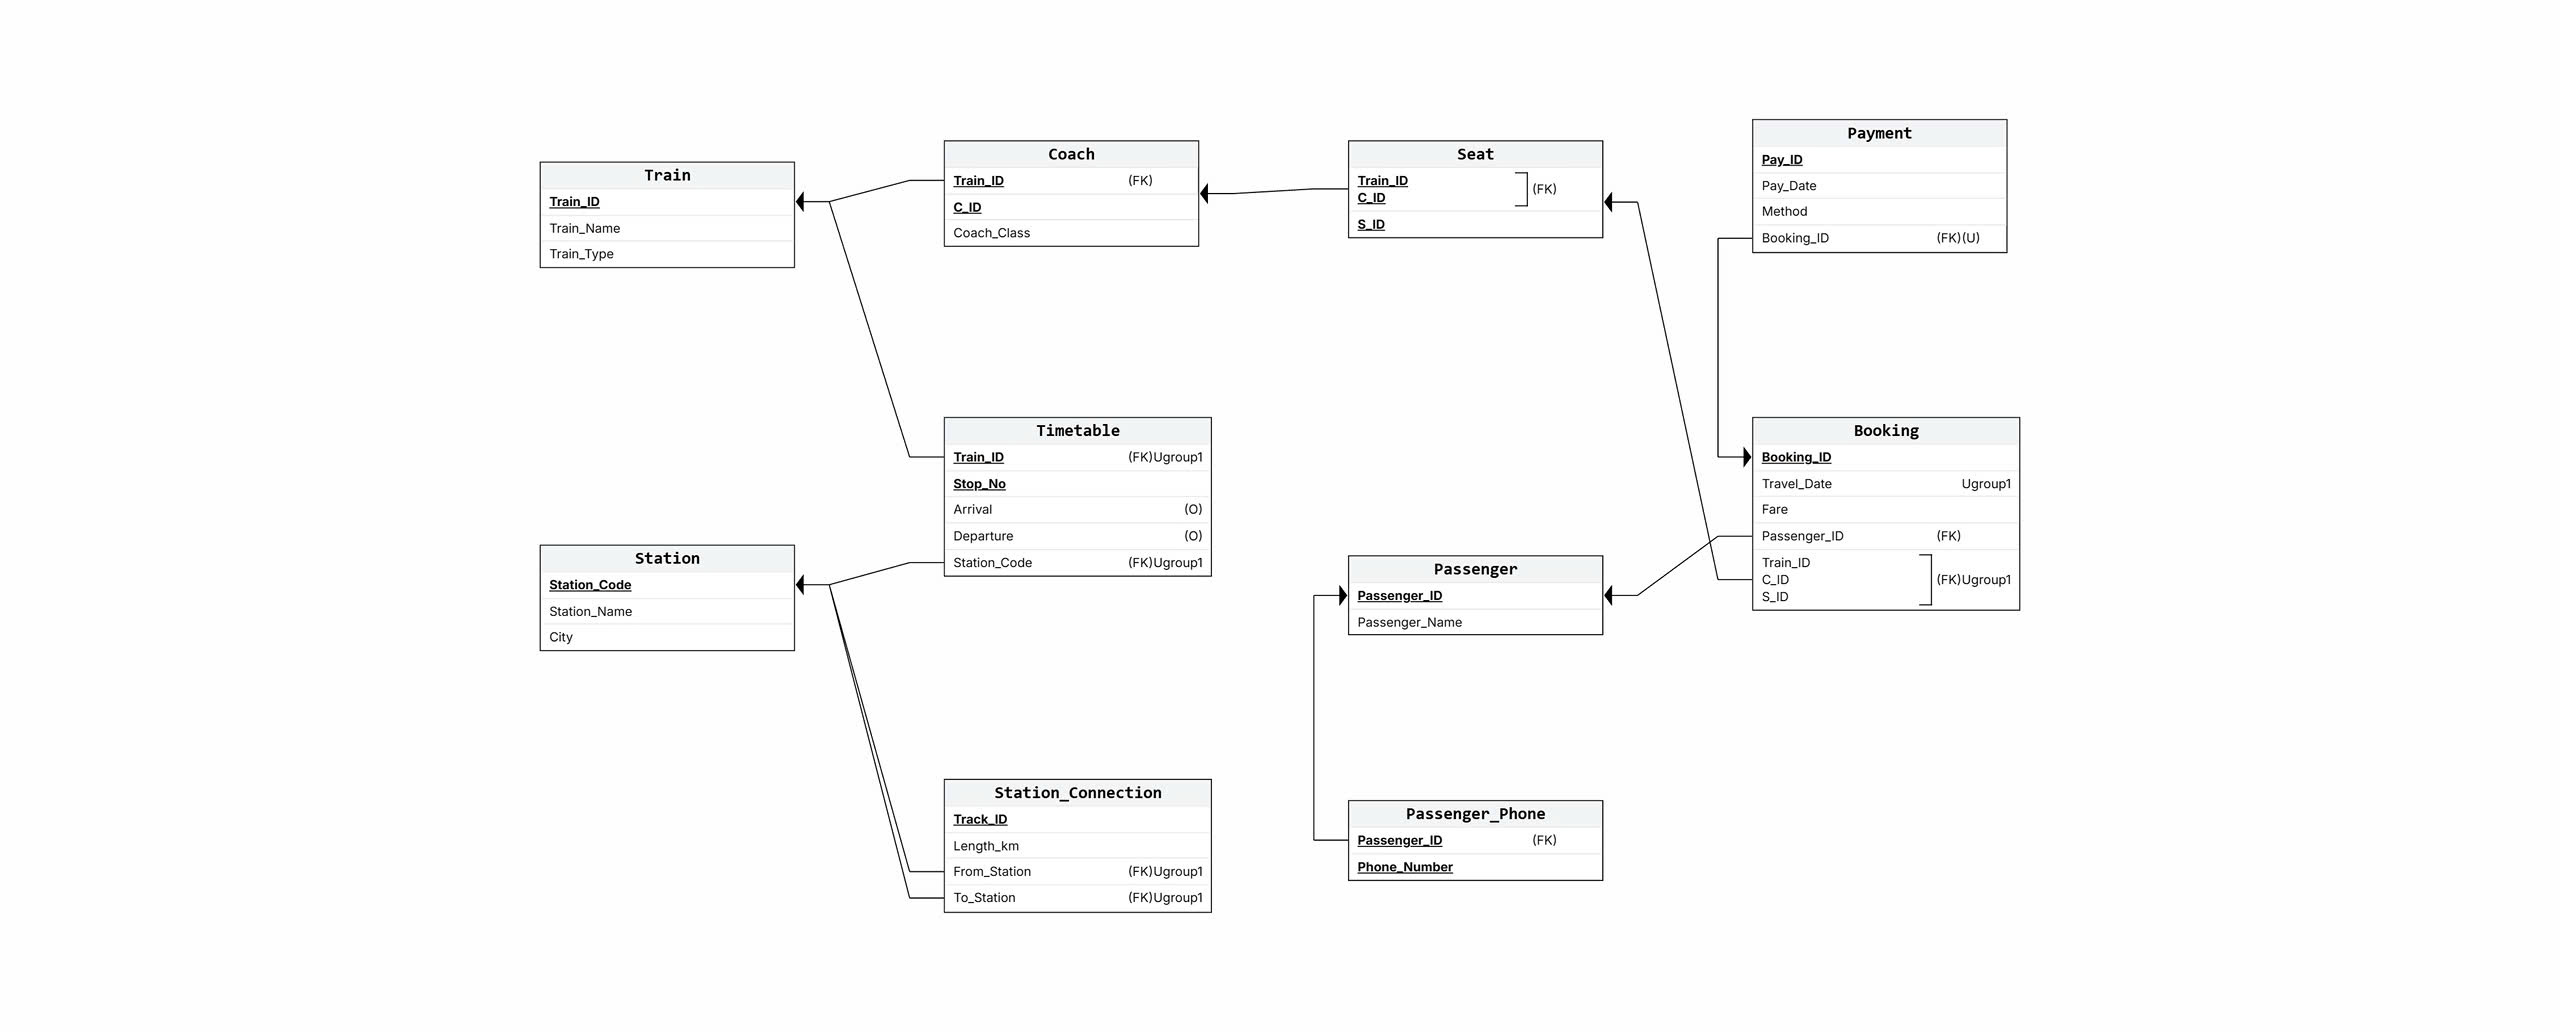 Train
Train_ID
Train_Name
Train_Type
Coach
Train_ID (FK)
C_ID
Coach_Class
Seat
Train_ID
C_ID
(FK)
S_ID
Payment
Pay_ID
Pay_Date
Method
Booking_ID (FK)(U)
Timetable
Train_ID (FK)Ugroup1
Stop_No
Arrival (O)
Departure (O)
Station_Code (FK)Ugroup1
Booking
Booking_ID
Travel_Date Ugroup1
Fare
Passenger_ID (FK)
Train_ID
C_ID (FK)Ugroup1
S_ID
Station
Station_Code
Station_Name
City
Passenger
Passenger_ID
Passenger_Name
Station_Connection
Track_ID
Length_km
From_Station (FK)Ugroup1
To_Station (FK)Ugroup1
Passenger_Phone
Passenger_ID (FK)
Phone_Number